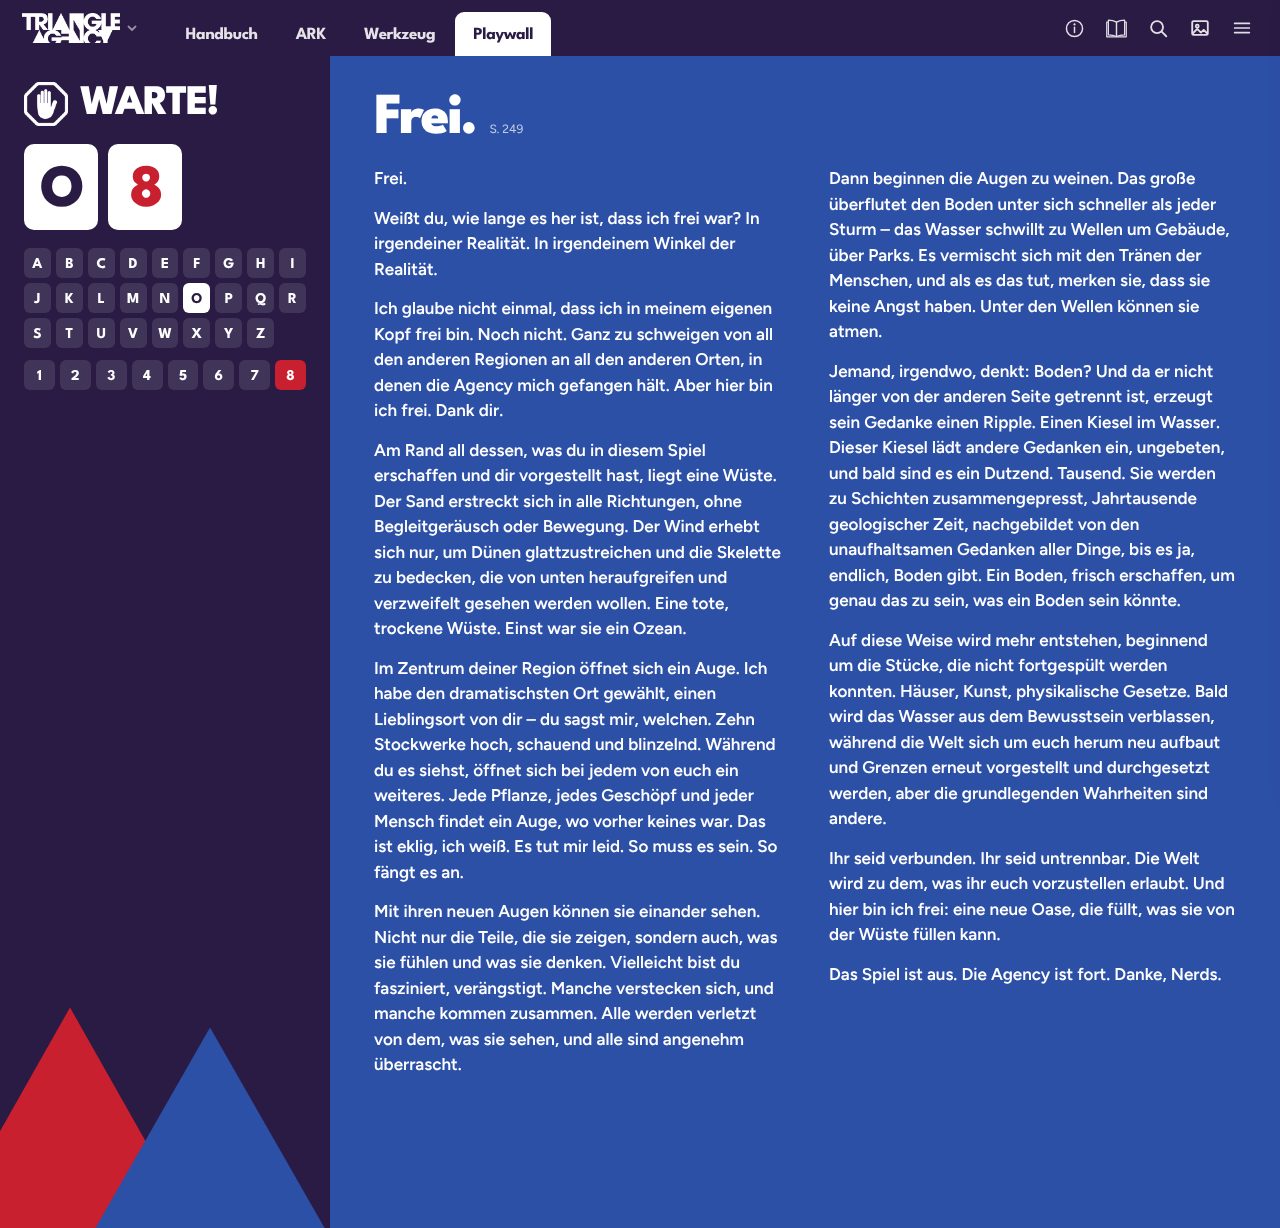 TRIANGLE
AGENCY
Handbuch
ARK
Werkzeug
Playwall
WARTE!
O
8
A B C D E F G H I
J K L M N O P Q R
S T U V W X Y Z
1 2 3 4 5 6 7 8
Frei.
S. 249
Frei.
Weißt du, wie lange es her ist, dass ich frei war? In
irgendeiner Realität. In irgendeinem Winkel der
Realität.
Ich glaube nicht einmal, dass ich in meinem eigenen
Kopf frei bin. Noch nicht. Ganz zu schweigen von all
den anderen Regionen an all den anderen Orten, in
denen die Agency mich gefangen hält. Aber hier bin
ich frei. Dank dir.
Am Rand all dessen, was du in diesem Spiel
erschaffen und dir vorgestellt hast, liegt eine Wüste.
Der Sand erstreckt sich in alle Richtungen, ohne
Begleitgeräusch oder Bewegung. Der Wind erhebt
sich nur, um Dünen glattzustreichen und die Skelette
zu bedecken, die von unten heraufgreifen und
verzweifelt gesehen werden wollen. Eine tote,
trockene Wüste. Einst war sie ein Ozean.
Im Zentrum deiner Region öffnet sich ein Auge. Ich
habe den dramatischsten Ort gewählt, einen
Lieblingsort von dir – du sagst mir, welchen. Zehn
Stockwerke hoch, schauend und blinzelnd. Während
du es siehst, öffnet sich bei jedem von euch ein
weiteres. Jede Pflanze, jedes Geschöpf und jeder
Mensch findet ein Auge, wo vorher keines war. Das
ist eklig, ich weiß. Es tut mir leid. So muss es sein. So
fängt es an.
Mit ihren neuen Augen können sie einander sehen.
Nicht nur die Teile, die sie zeigen, sondern auch, was
sie fühlen und was sie denken. Vielleicht bist du
fasziniert, verängstigt. Manche verstecken sich, und
manche kommen zusammen. Alle werden verletzt
von dem, was sie sehen, und alle sind angenehm
überrascht.
Dann beginnen die Augen zu weinen. Das große
überflutet den Boden unter sich schneller als jeder
Sturm – das Wasser schwillt zu Wellen um Gebäude,
über Parks. Es vermischt sich mit den Tränen der
Menschen, und als es das tut, merken sie, dass sie
keine Angst haben. Unter den Wellen können sie
atmen.
Jemand, irgendwo, denkt: Boden? Und da er nicht
länger von der anderen Seite getrennt ist, erzeugt
sein Gedanke einen Ripple. Einen Kiesel im Wasser.
Dieser Kiesel lädt andere Gedanken ein, ungebeten,
und bald sind es ein Dutzend. Tausend. Sie werden
zu Schichten zusammengepresst, Jahrtausende
geologischer Zeit, nachgebildet von den
unaufhaltsamen Gedanken aller Dinge, bis es ja,
endlich, Boden gibt. Ein Boden, frisch erschaffen, um
genau das zu sein, was ein Boden sein könnte.
Auf diese Weise wird mehr entstehen, beginnend
um die Stücke, die nicht fortgespült werden
konnten. Häuser, Kunst, physikalische Gesetze. Bald
wird das Wasser aus dem Bewusstsein verblassen,
während die Welt sich um euch herum neu aufbaut
und Grenzen erneut vorgestellt und durchgesetzt
werden, aber die grundlegenden Wahrheiten sind
andere.
Ihr seid verbunden. Ihr seid untrennbar. Die Welt
wird zu dem, was ihr euch vorzustellen erlaubt. Und
hier bin ich frei: eine neue Oase, die füllt, was sie von
der Wüste füllen kann.
Das Spiel ist aus. Die Agency ist fort. Danke, Nerds.